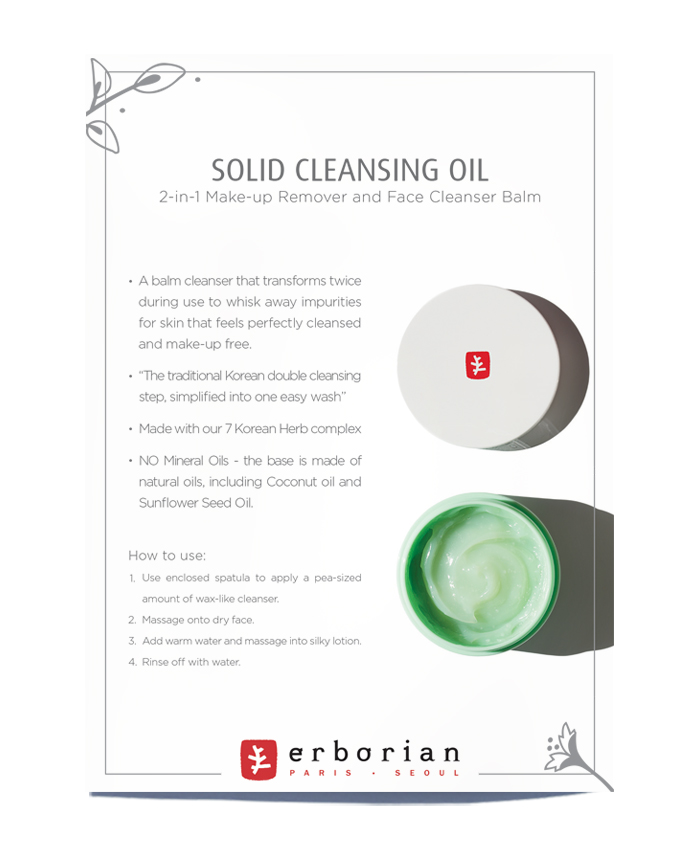 SOLID CLEANSING OIL
2-in-1 Make-up Remover and Face Cleanser Balm
• A balm cleanser that transforms twice
during use to whisk away impurities
for skin that feels perfectly cleansed
and make-up free.
• “The traditional Korean double cleansing
step, simplified into one easy wash”
• Made with our 7 Korean Herb complex
• NO Mineral Oils - the base is made of
natural oils, including Coconut oil and
Sunflower Seed Oil.
How to use:
1. Use enclosed spatula to apply a pea-sized
amount of wax-like cleanser.
2. Massage onto dry face.
3. Add warm water and massage into silky lotion.
4. Rinse off with water.
erborian
PARIS · SEOUL